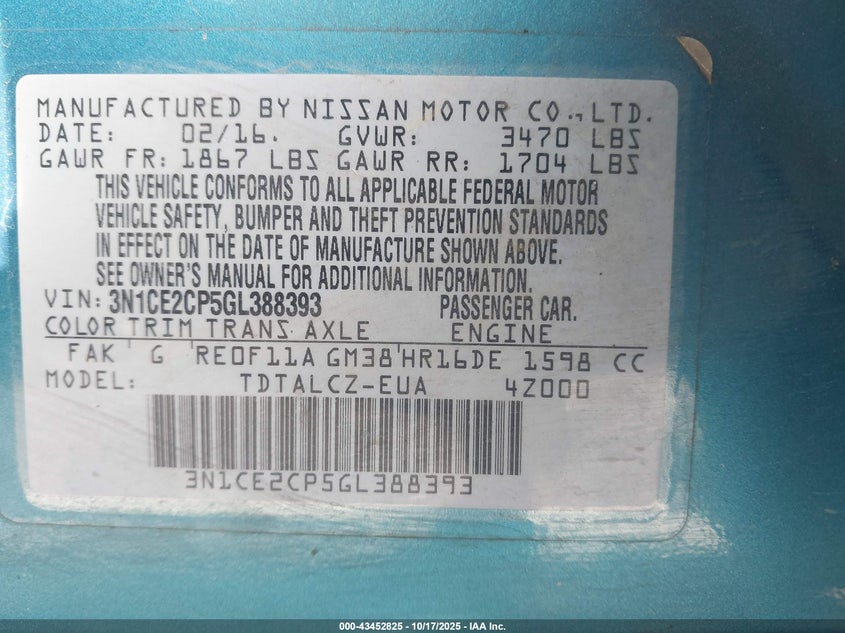 MANUFACTURED BY NISSAN MOTOR CO., LTD.
DATE: 02/16. GVWR: 3470 LBS
GAWR FR: 1867 LBS GAWR RR: 1704 LBS
THIS VEHICLE CONFORMS TO ALL APPLICABLE FEDERAL MOTOR
VEHICLE SAFETY, BUMPER AND THEFT PREVENTION STANDARDS
IN EFFECT ON THE DATE OF MANUFACTURE SHOWN ABOVE.
SEE OWNER'S MANUAL FOR ADDITIONAL INFORMATION.
VIN: 3N1CE2CP5GL388393 PASSENGER CAR.
COLOR TRIM TRANS AXLE ENGINE
FAK G RE0F11A GM38 HR16DE 1598 CC
MODEL: TDTALCZ-EUA 4Z000
3N1CE2CP5GL388393
000-43452825 - 10/17/2025 - IAA Inc.